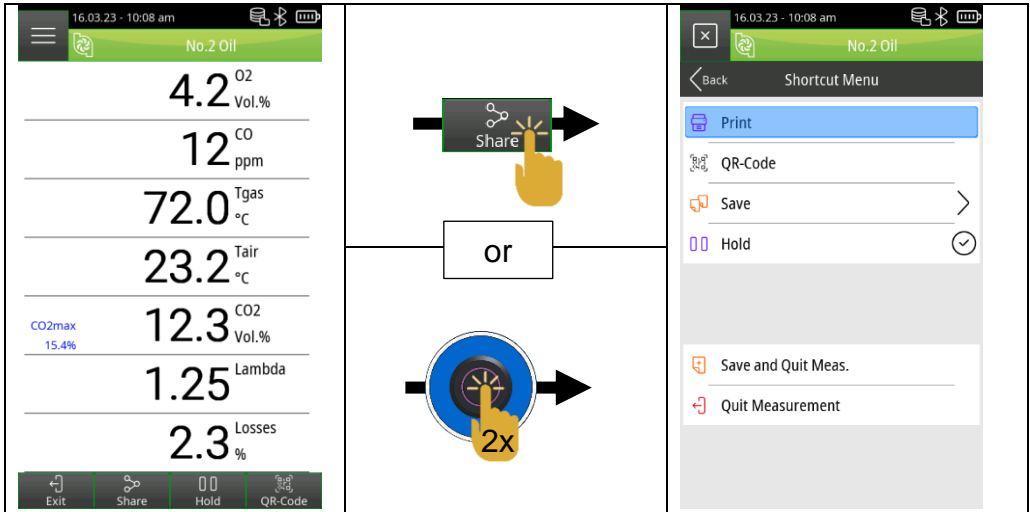 16.03.23 - 10:08 am
No.2 Oil
4.2 O2 Vol.%
12 CO ppm
72.0 Tgas °C
23.2 Tair °C
CO2max 15.4% 12.3 CO2 Vol.%
1.25 Lambda
2.3 Losses %
Exit Share Hold QR-Code
Share
or
2x
16.03.23 - 10:08 am
No.2 Oil
Back Shortcut Menu
Print
QR-Code
Save
Hold
Save and Quit Meas.
Quit Measurement